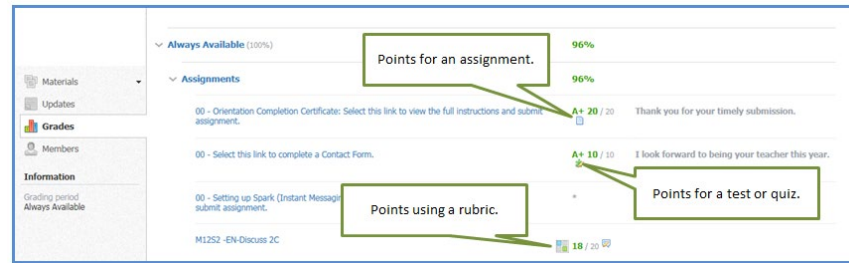 Always Available (100%) 96%
Points for an assignment.
Materials
Assignments 96%
Updates
00 - Orientation Completion Certificate: Select this link to view the full instructions and submit
assignment.
A+ 20 / 20 Thank you for your timely submission.
Grades
Members
00 - Select this link to complete a Contact Form. A+ 10 / 10 I look forward to being your teacher this year.
Information
Grading period
Always Available
Points for a test or quiz.
00 - Setting up Spark (Instant Messagin
submit assignment.
*
Points using a rubric.
M12S2 -EN-Discuss 2C 18 / 20